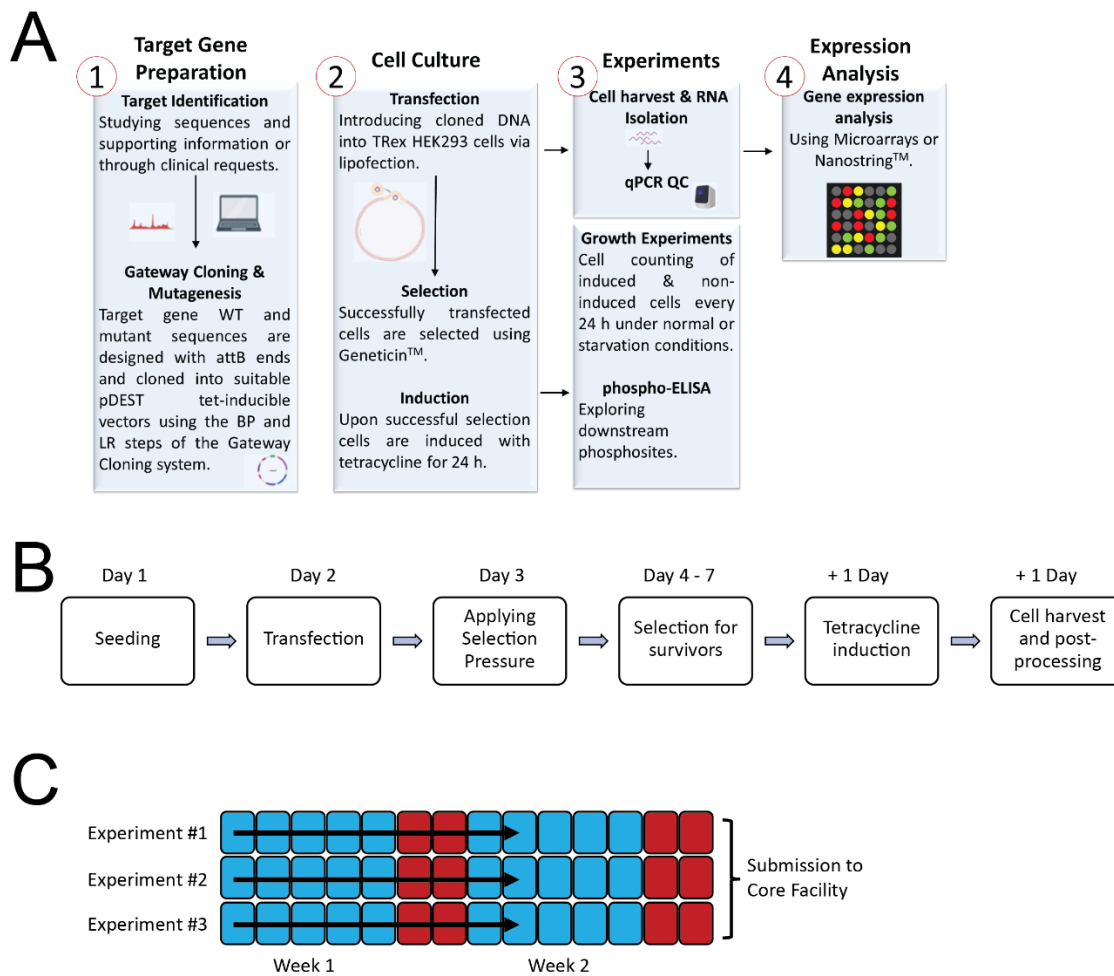 A
1
Target Gene
Preparation
Target Identification
Studying sequences and
supporting information or
through clinical requests.
Gateway Cloning &
Mutagenesis
Target gene WT and
mutant sequences are
designed with attB ends
and cloned into suitable
pDEST tet-inducible
vectors using the BP and
LR steps of the Gateway
Cloning system.
2
Cell Culture
Transfection
Introducing cloned DNA
into TRex HEK293 cells via
lipofection.
Selection
Successfully transfected
cells are selected using
Geneticin™.
Induction
Upon successful selection
cells are induced with
tetracycline for 24 h.
3
Experiments
Cell harvest & RNA
Isolation
qPCR QC
Growth Experiments
Cell counting of
induced & non-
induced cells every
24 h under normal or
starvation conditions.
phospho-ELISA
Exploring
downstream
phosphosites.
4
Expression
Analysis
Gene expression
analysis
Using Microarrays or
Nanostring™.
B
Day 1
Day 2
Day 3
Day 4 - 7
+ 1 Day
+ 1 Day
Seeding
Transfection
Applying
Selection
Pressure
Selection for
survivors
Tetracycline
induction
Cell harvest
and post-
processing
C
Experiment #1
Experiment #2
Experiment #3
Submission to
Core Facility
Week 1
Week 2